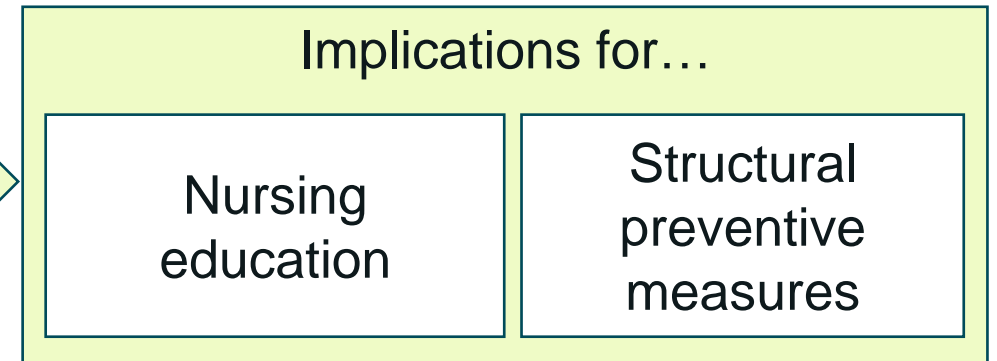 Implications for…
Nursing
education
Structural
preventive
measures